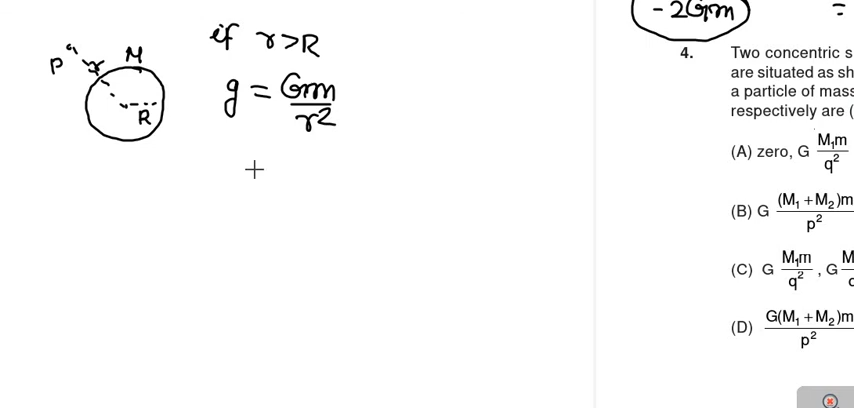 if r>R
P r M
R
g = Gm/r²
-2Gm =
4. Two concentric s
are situated as sh
a particle of mass
respectively are (
(A) zero, G M₁m/q²
(B) G (M₁+M₂)m/p²
(C) G M₁m/q² , G M
(D) G(M₁+M₂)m/p²